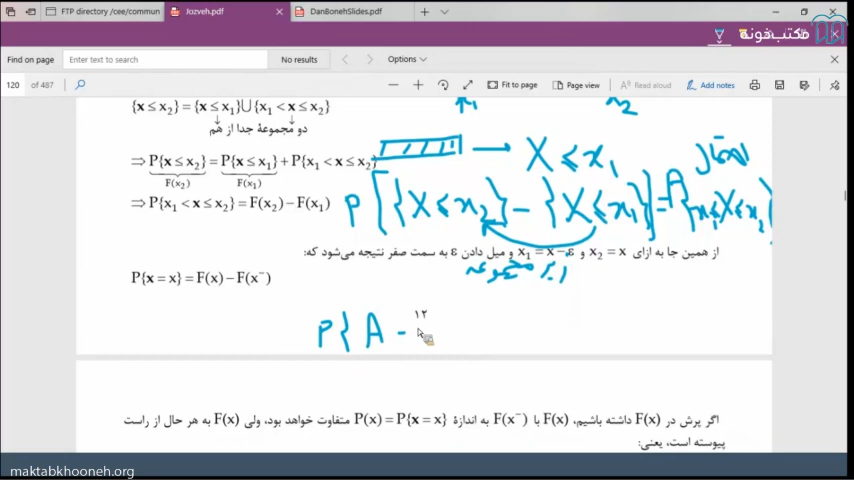 FTP directory /cee/commun
Jozveh.pdf
DanBonehSlides.pdf
مکتب‌خونه
Find on page
Enter text to search
No results
Options
120 of 487
Fit to page
Page view
Read aloud
Add notes
{x ≤ x₂} = {x ≤ x₁} ∪ {x₁ < x ≤ x₂}
دو مجموعهٔ جدا از هم
x₁ x₂
→ X ≤ x₁
⇒ P{x ≤ x₂} = P{x ≤ x₁} + P{x₁ < x ≤ x₂}
F(x₂) F(x₁)
⇒ P{x₁ < x ≤ x₂} = F(x₂) − F(x₁)
P[{X ≤ x₂} − {X ≤ x₁}] = P{x₁ ≤ X ≤ x₂}
از همین جا به ازای x₂ = x و x₁ = x − ε و میل دادن ε به سمت صفر نتیجه می‌شود که:
P{x = x} = F(x) − F(x⁻)
۱۲
P{ A −
اگر پرش در F(x) داشته باشیم، F(x) با F(x⁻) به اندازهٔ P(x) = P{x = x} متفاوت خواهد بود، ولی F(x) به هر حال از راست
پیوسته است، یعنی:
maktabkhooneh.org